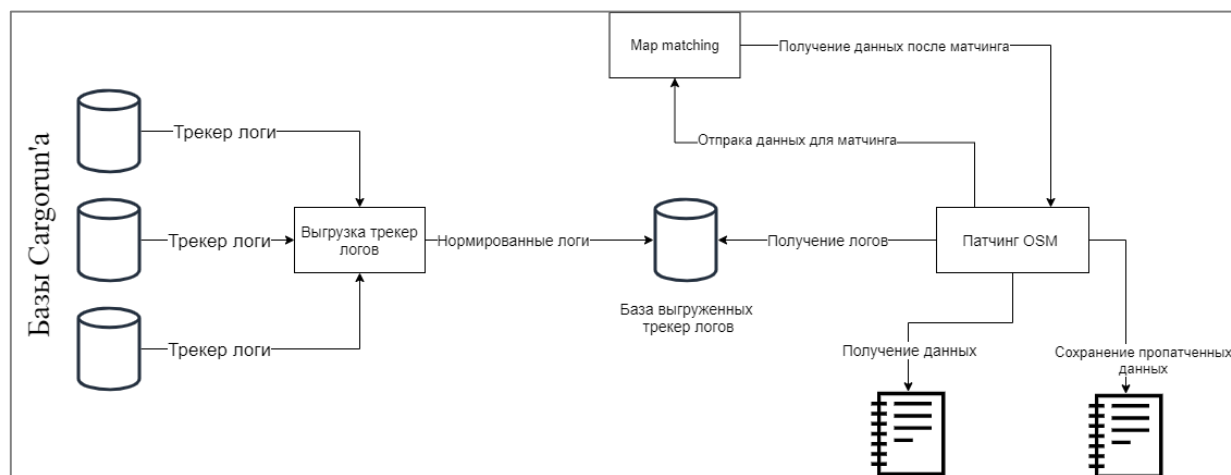 Map matching
Получение данных после матчинга
Отпрака данных для матчинга
Базы Cargorun'а
Трекер логи
Трекер логи
Трекер логи
Выгрузка трекер
логов
Нормированные логи
База выгруженных
трекер логов
Получение логов
Патчинг OSM
Получение данных
Сохранение пропатченных
данных